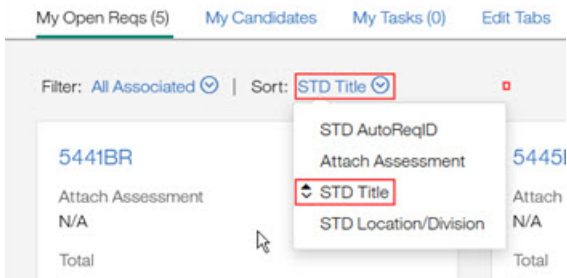 My Open Reqs (5) My Candidates My Tasks (0) Edit Tabs
Filter: All Associated | Sort: STD Title
STD AutoReqID
Attach Assessment
STD Title
STD Location/Division
5441BR
Attach Assessment
N/A
Total
5445
Attach
N/A
Total